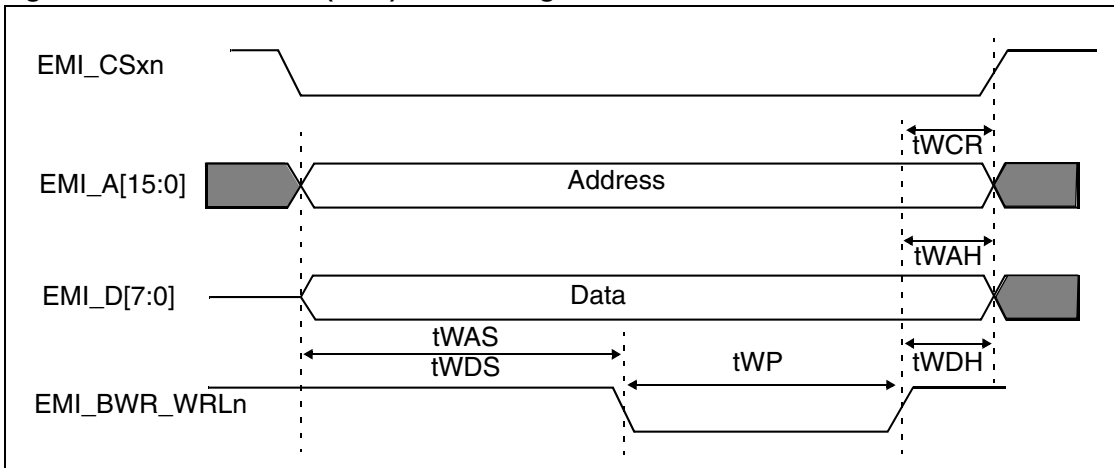 EMI_CSxn
tWCR
EMI_A[15:0]
Address
tWAH
EMI_D[7:0]
Data
tWAS
tWDS
tWP
tWDH
EMI_BWR_WRLn